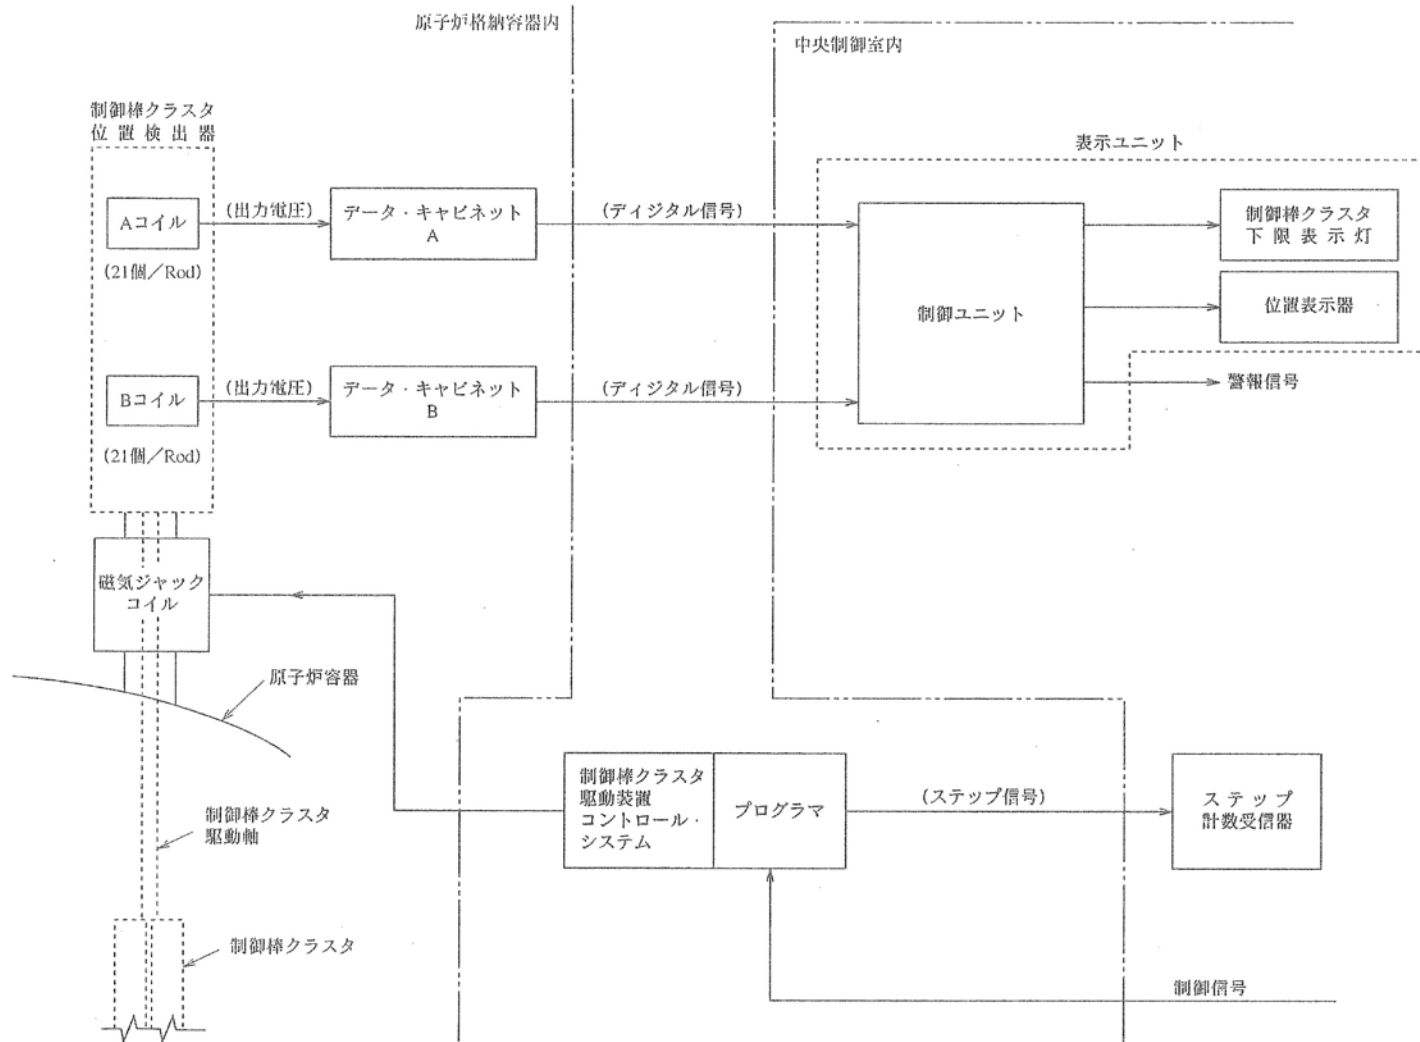 原子炉格納容器内
中央制御室内
制御棒クラスタ
位置検出器
表示ユニット
Aコイル
(出力電圧)
データ・キャビネット
A
(ディジタル信号)
(21個/Rod)
制御ユニット
制御棒クラスタ
下限表示灯
位置表示器
警報信号
Bコイル
(出力電圧)
データ・キャビネット
B
(ディジタル信号)
(21個/Rod)
磁気ジャック
コイル
原子炉容器
制御棒クラスタ
駆動軸
制御棒クラスタ
駆動装置
コントロール・
システム
プログラマ
(ステップ信号)
ステップ
計数受信器
制御棒クラスタ
制御信号